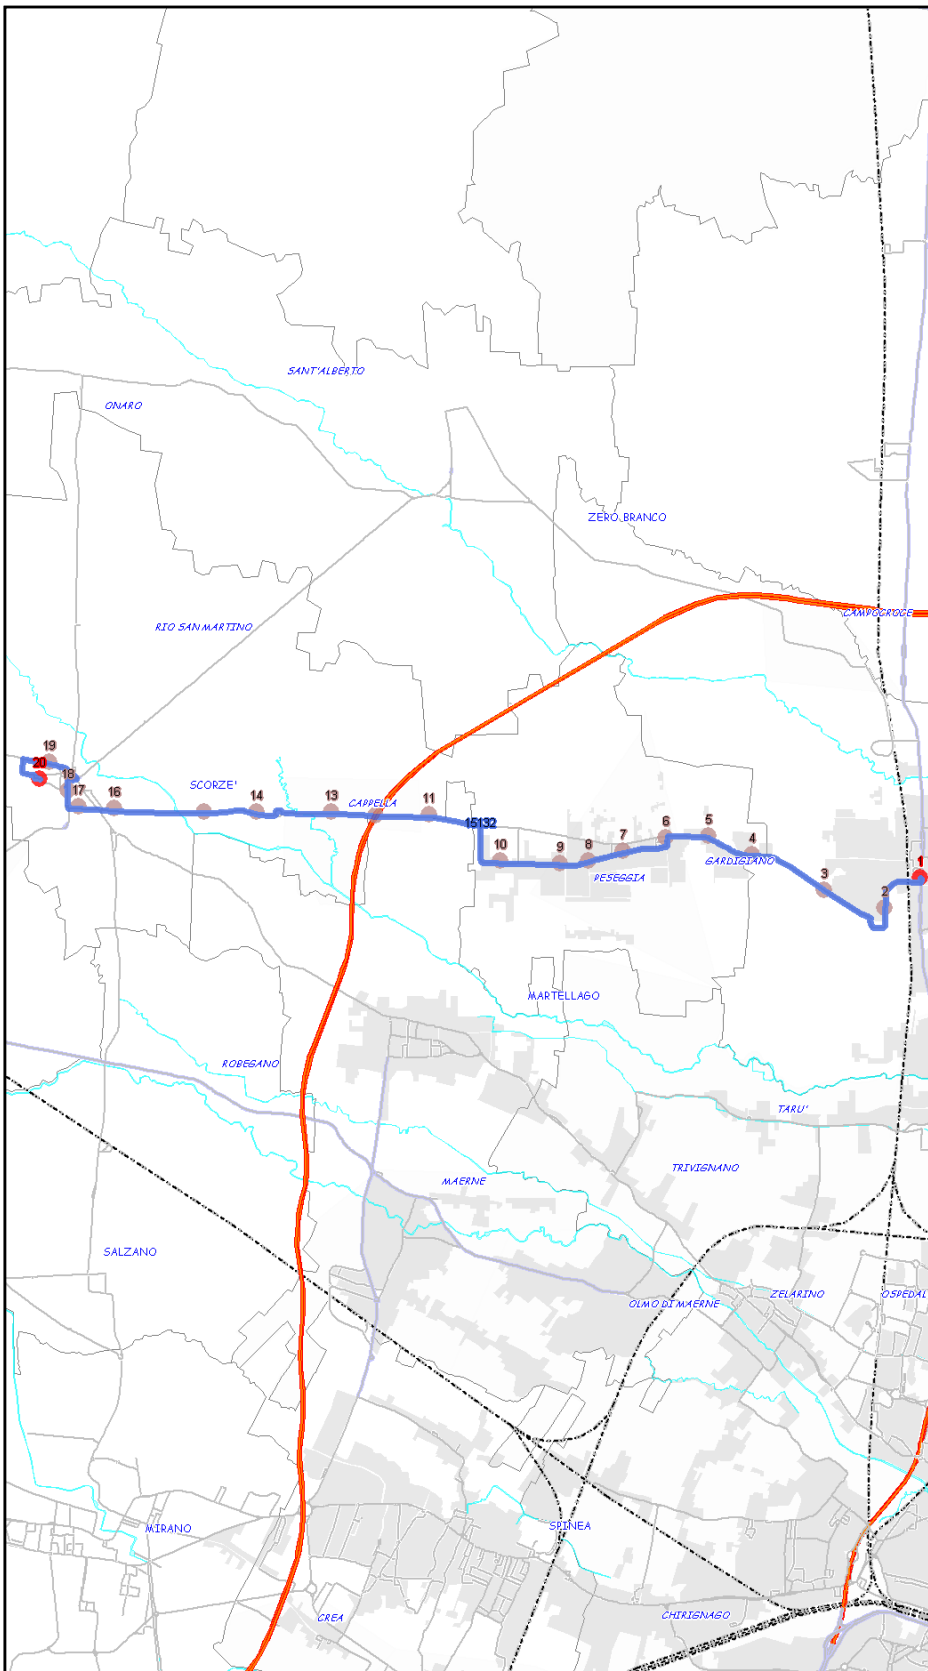 SANT'ALBERTO
ONARO
ZERO BRANCO
CAMPOCROCE
RIO SAN MARTINO
19
20
18
17
16
SCORZE'
14
13
CAPPELLA
11
15132
10
9
8
7
6
5
4
PESEGGIA
GARDIGIANO
3
2
1
MARTELLAGO
ROBEGANO
TARU'
TRIVIGNANO
MAERNE
SALZANO
OLMO DI MAERNE
ZELARINO
OSPEDAL
MIRANO
SPINEA
CREA
CHIRIGNAGO